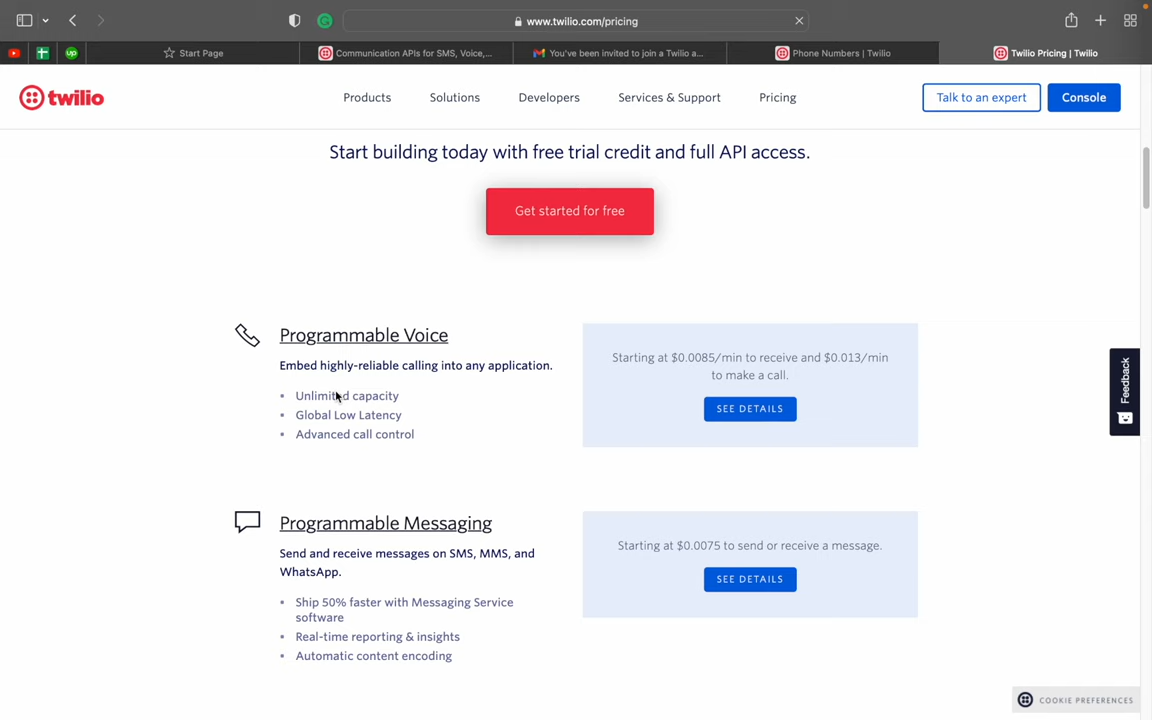 www.twilio.com/pricing
up
Start Page
Communication APIs for SMS, Voice,...
You've been invited to join a Twilio a...
Phone Numbers | Twilio
Twilio Pricing | Twilio
twilio
Products
Solutions
Developers
Services & Support
Pricing
Talk to an expert
Console
Start building today with free trial credit and full API access.
Get started for free
Programmable Voice
Embed highly-reliable calling into any application.
Unlimited capacity
Global Low Latency
Advanced call control
Starting at $0.0085/min to receive and $0.013/min
to make a call.
SEE DETAILS
Feedback
Programmable Messaging
Send and receive messages on SMS, MMS, and
WhatsApp.
Ship 50% faster with Messaging Service
software
Real-time reporting & insights
Automatic content encoding
Starting at $0.0075 to send or receive a message.
SEE DETAILS
COOKIE PREFERENCES